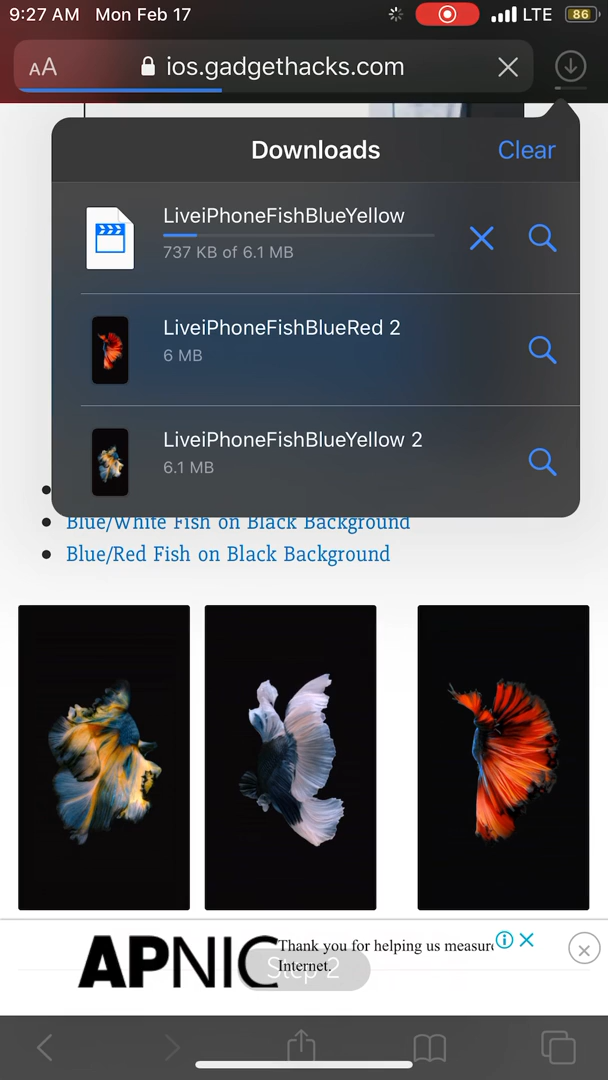 9:27 AM Mon Feb 17
LTE 86
AA ios.gadgethacks.com
Downloads Clear
LiveiPhoneFishBlueYellow
737 KB of 6.1 MB
LiveiPhoneFishBlueRed 2
6 MB
LiveiPhoneFishBlueYellow 2
6.1 MB
Blue/White Fish on Black Background
Blue/Red Fish on Black Background
APNIC
Thank you for helping us measure
Internet.
Step 2